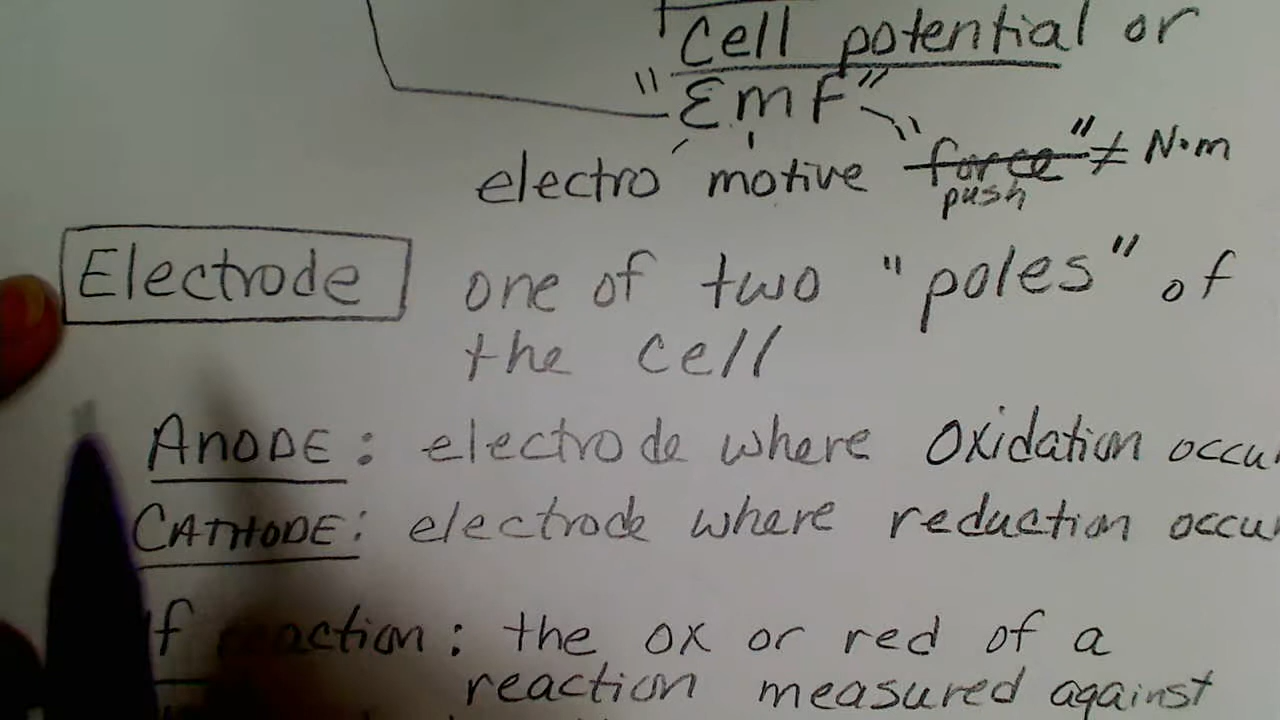 Cell potential or
"EmF"
electro motive "force" ≠ N•m
push
Electrode one of two "poles" of
the cell
ANODE: electrode where Oxidation occu
CATHODE: electrode where reduction occu
reaction: the ox or red of a
reaction measured against